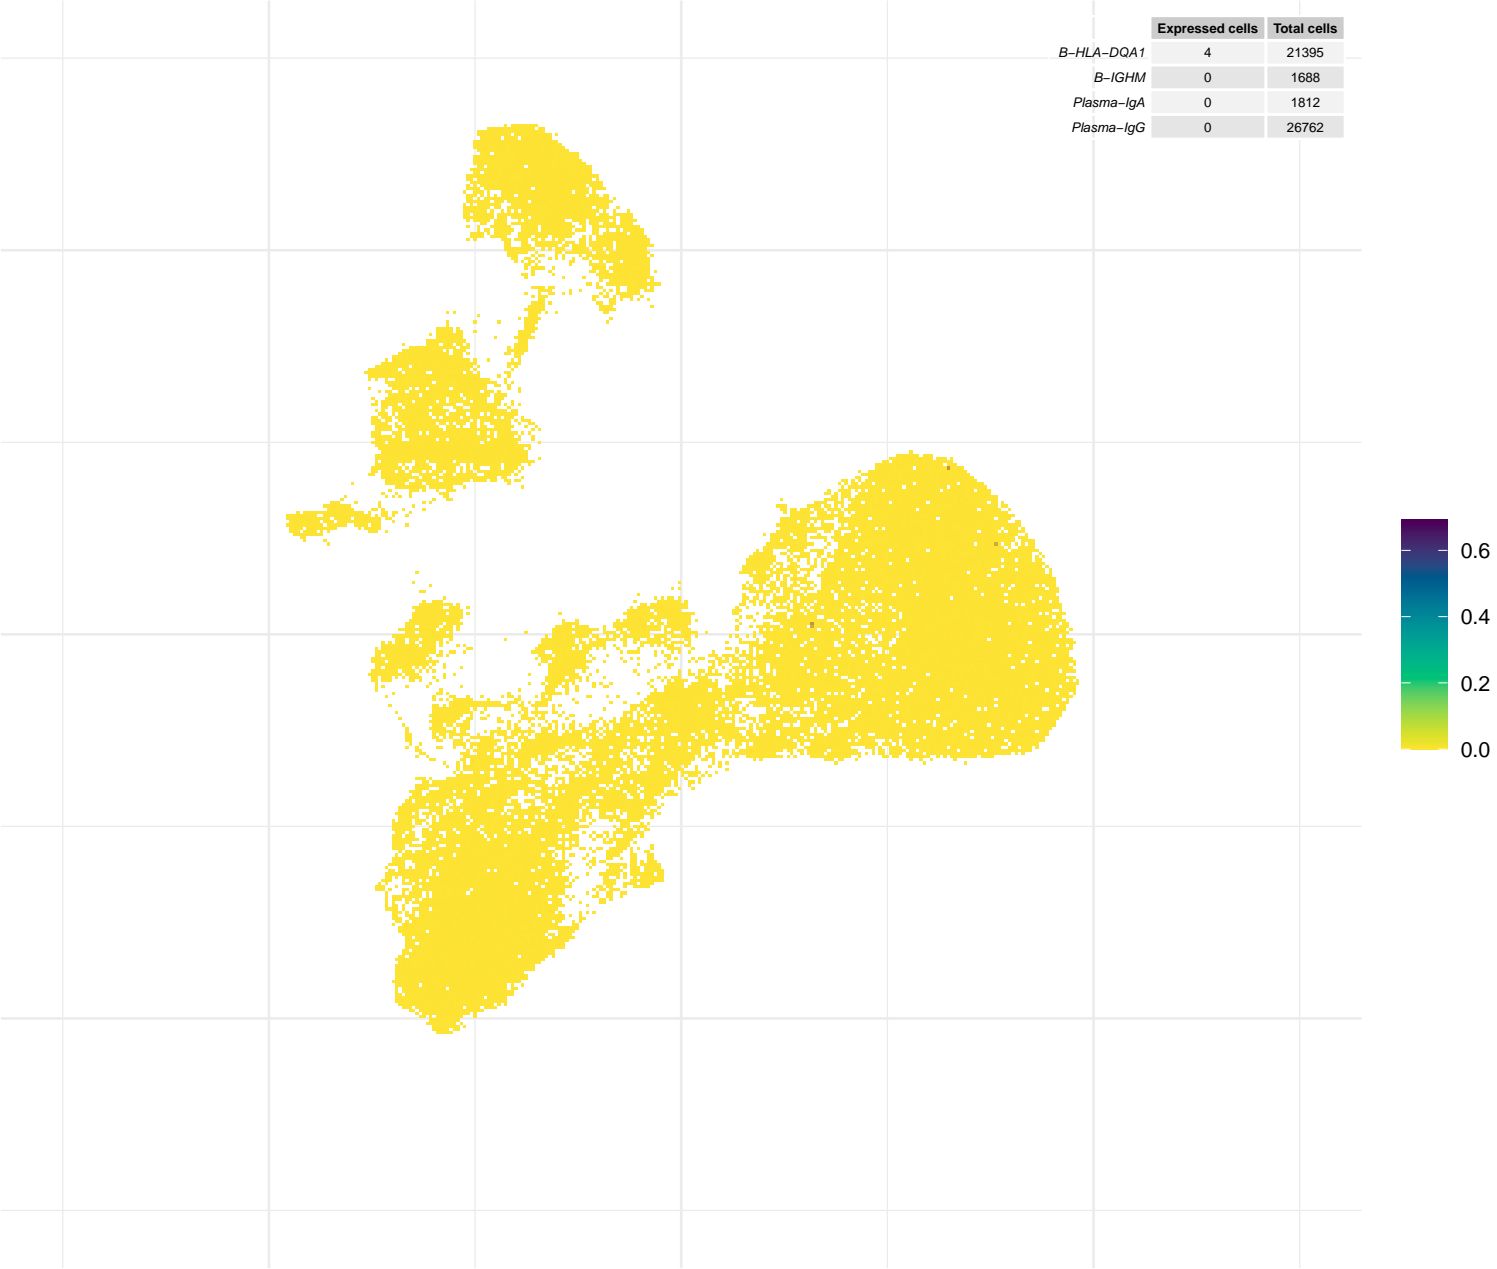 Expressed cells Total cells
B−HLA−DQA1 4 21395
B−IGHM 0 1688
Plasma−IgA 0 1812
Plasma−IgG 0 26762
0.6
0.4
0.2
0.0